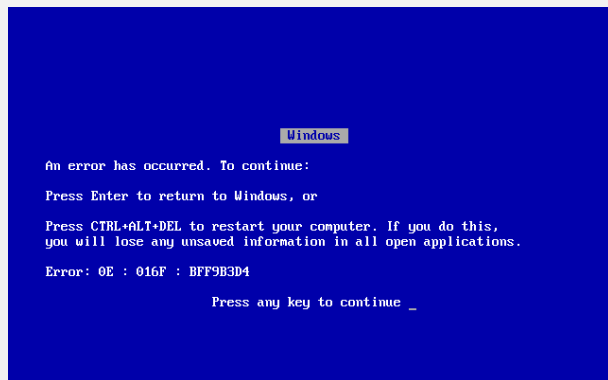 Windows
An error has occurred. To continue:
Press Enter to return to Windows, or
Press CTRL+ALT+DEL to restart your computer. If you do this,
you will lose any unsaved information in all open applications.
Error: 0E : 016F : BFF9B3D4
Press any key to continue _